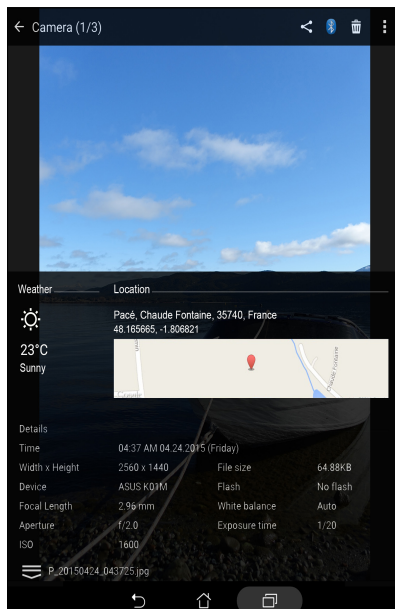 Camera (1/3)
Weather
Location
Pacé, Chaude Fontaine, 35740, France
48.165665, -1.806821
23°C
Sunny
Chaude Fontaine
Google
Details
Time 04:37 AM 04.24.2015 (Friday)
Width x Height 2560 x 1440 File size 64.88KB
Device ASUS K01M Flash No flash
Focal Length 2.96 mm White balance Auto
Aperture f/2.0 Exposure time 1/20
ISO 1600
P_20150424_043725.jpg